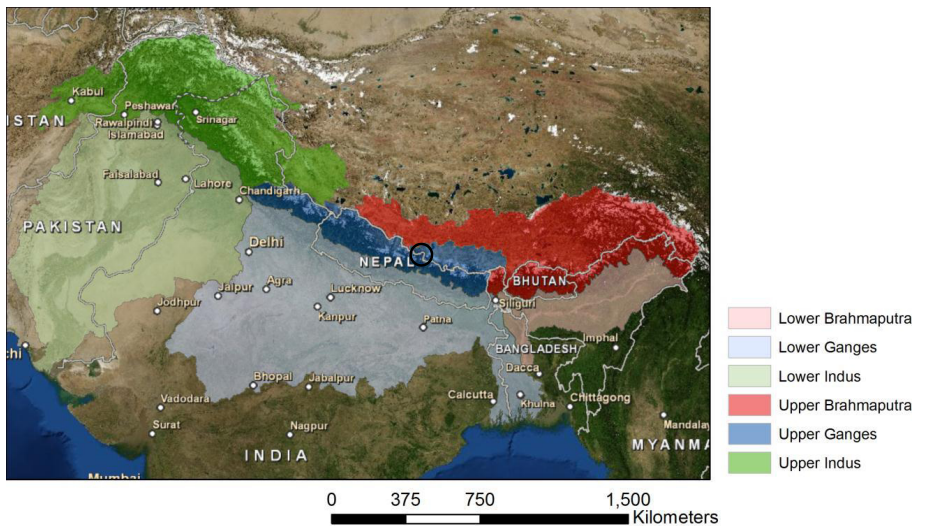 Kabul
ISTAN
Peshawar
Rawalpindi
Srinagar
Islamabad
Faisalabad
Lahore
Chandigarh
PAKISTAN
Delhi
NEPAL
BHUTAN
Jodhpur
Jaipur
Agra
Lucknow
Kanpur
Siliguri
Patna
Imphal
BANGLADESH
Dacca
Bhopal
Jabalpur
Calcutta
Khulna
Chittagong
Vadodara
Surat
Nagpur
Mandalay
INDIA
MYANMA
chi
Mumbai
Lower Brahmaputra
Lower Ganges
Lower Indus
Upper Brahmaputra
Upper Ganges
Upper Indus
0 375 750 1,500
Kilometers